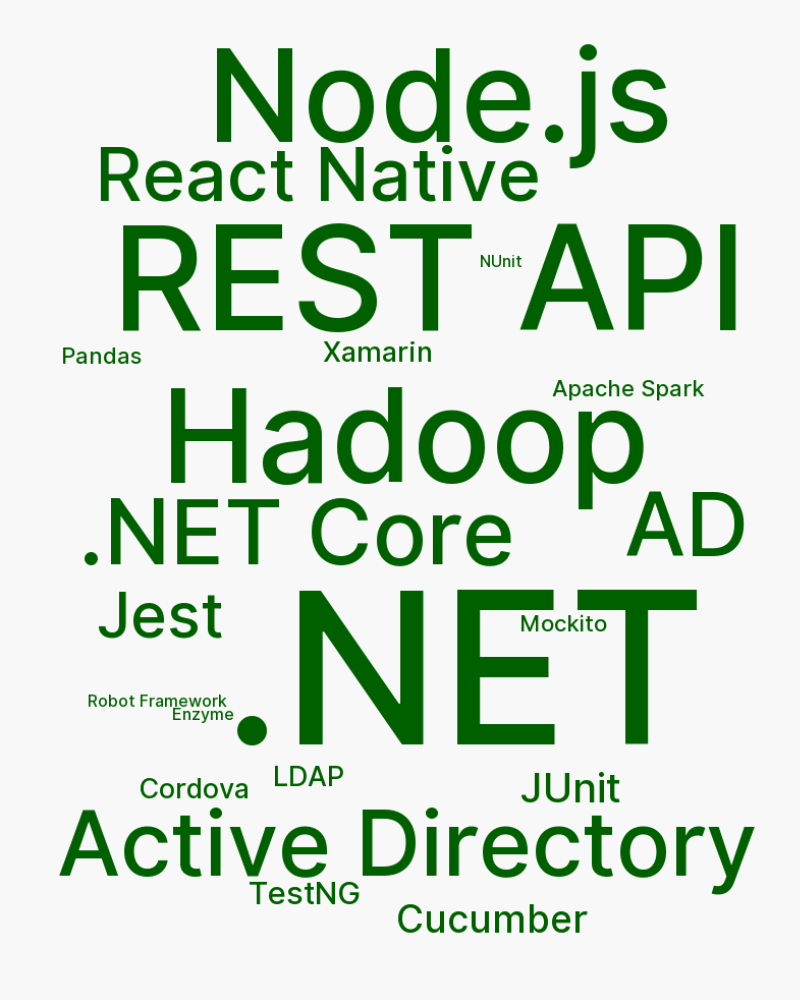 Node.js
React Native
REST API
NUnit
Xamarin
Pandas
Apache Spark
Hadoop
.NET Core
AD
Jest
.NET
Mockito
Robot Framework
Enzyme
LDAP
Cordova
JUnit
Active Directory
TestNG
Cucumber